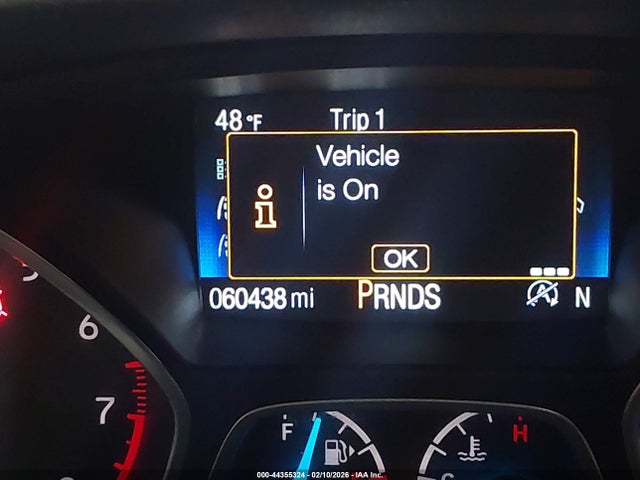 48°F Trip 1
Vehicle
is On
i
OK
060438 mi PRNDS N
5
6
7
F H
C
000-44355324 - 02/10/2026 - IAA Inc.